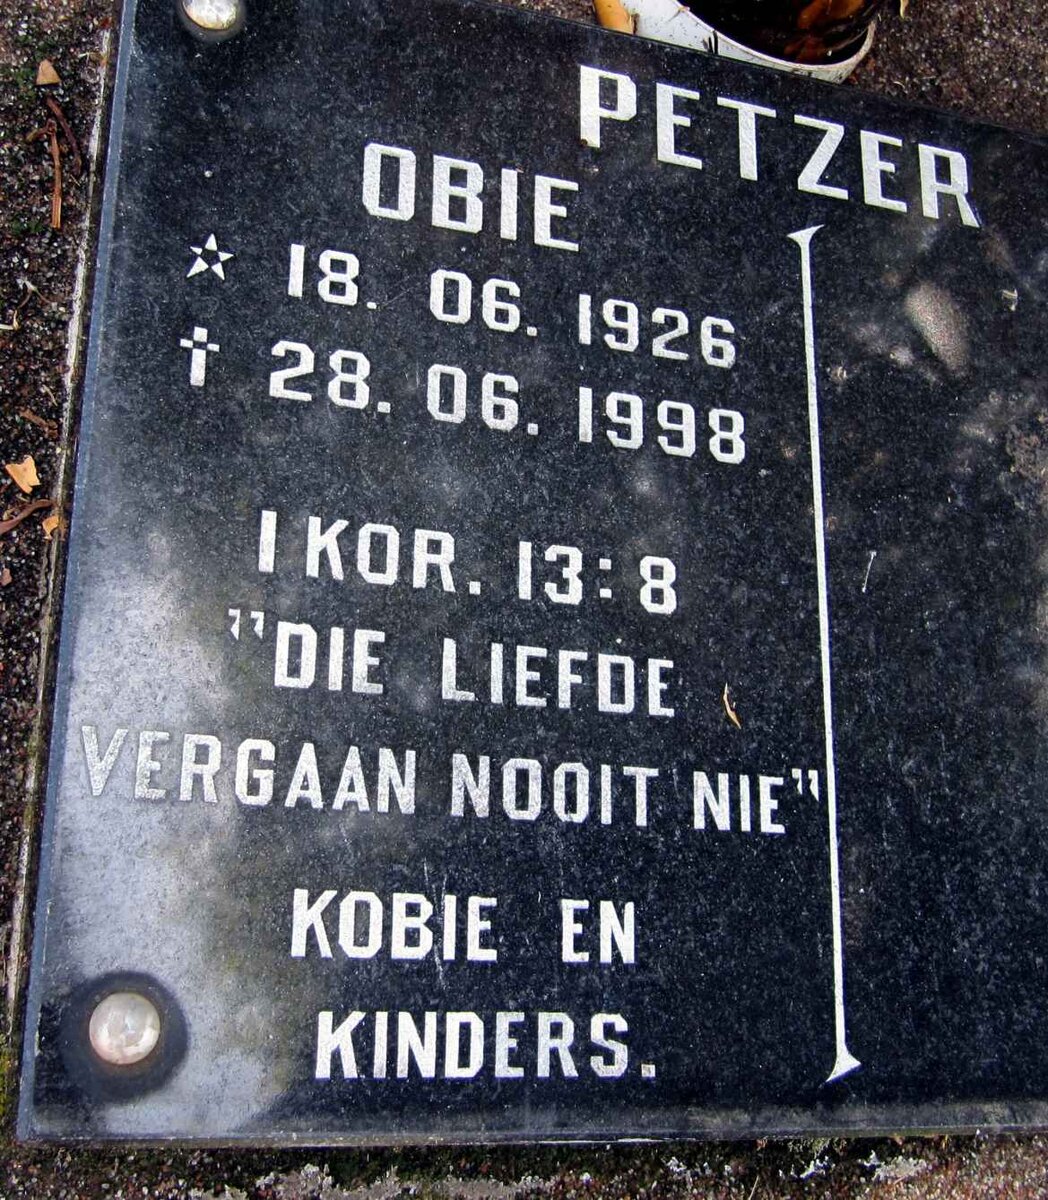 PETZER
OBIE
18. 06. 1926
28. 06. 1998
I KOR. 13:8
"DIE LIEFDE
VERGAAN NOOIT NIE"
KOBIE EN
KINDERS.